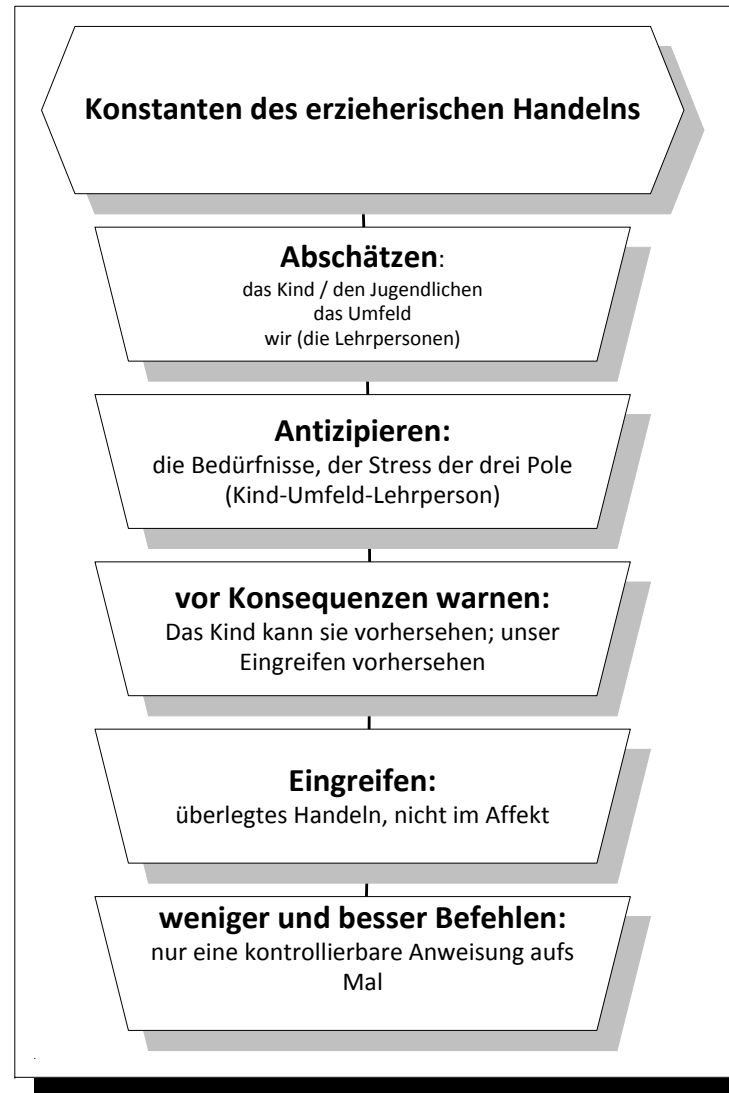 Konstanten des erzieherischen Handelns
Abschätzen:
das Kind / den Jugendlichen
das Umfeld
wir (die Lehrpersonen)
Antizipieren:
die Bedürfnisse, der Stress der drei Pole
(Kind-Umfeld-Lehrperson)
vor Konsequenzen warnen:
Das Kind kann sie vorhersehen; unser
Eingreifen vorhersehen
Eingreifen:
überlegtes Handeln, nicht im Affekt
weniger und besser Befehlen:
nur eine kontrollierbare Anweisung aufs
Mal